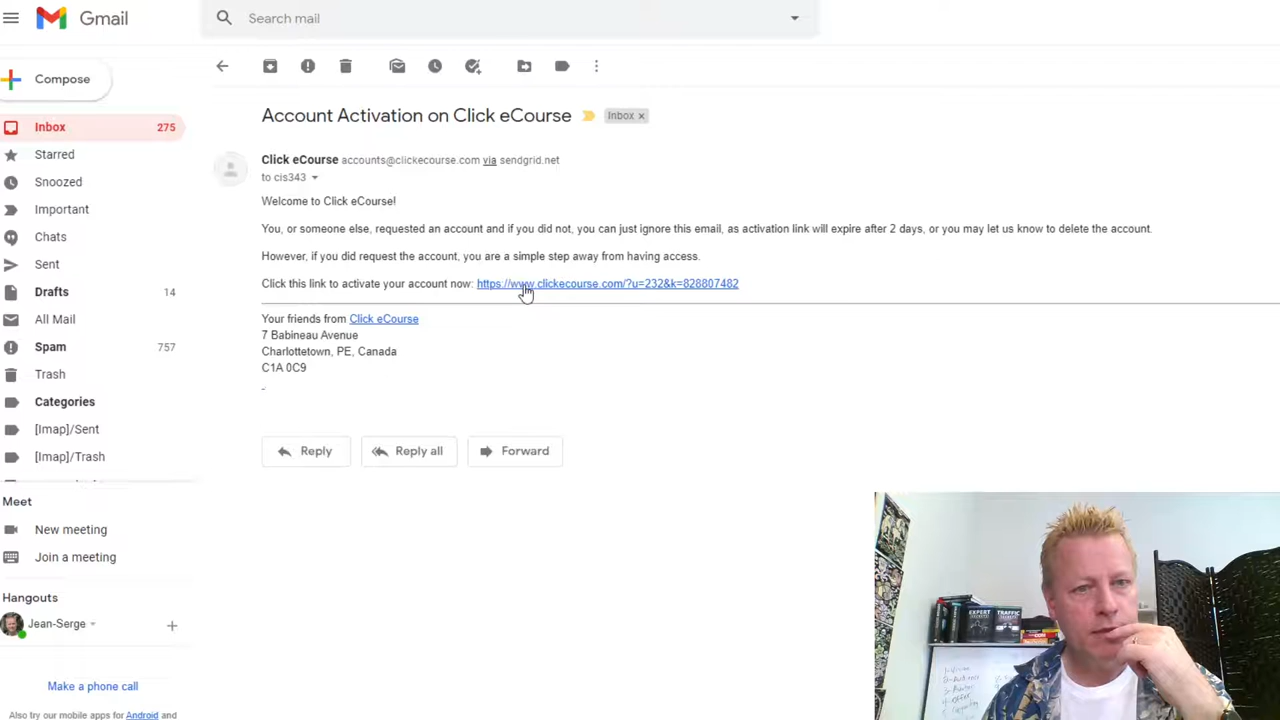 Gmail
Search mail
Compose
Inbox 275
Starred
Snoozed
Important
Chats
Sent
Drafts 14
All Mail
Spam 757
Trash
Categories
[Imap]/Sent
[Imap]/Trash
Meet
New meeting
Join a meeting
Hangouts
Jean-Serge
Make a phone call
Also try our mobile apps for Android and
Account Activation on Click eCourse Inbox x
Click eCourse accounts@clickecourse.com via sendgrid.net
to cis343
Welcome to Click eCourse!
You, or someone else, requested an account and if you did not, you can just ignore this email, as activation link will expire after 2 days, or you may let us know to delete the account.
However, if you did request the account, you are a simple step away from having access.
Click this link to activate your account now: https://www.clickecourse.com/?u=232&k=828807482
Your friends from Click eCourse
7 Babineau Avenue
Charlottetown, PE, Canada
C1A 0C9
Reply
Reply all
Forward
EXPERT
TRAFFIC